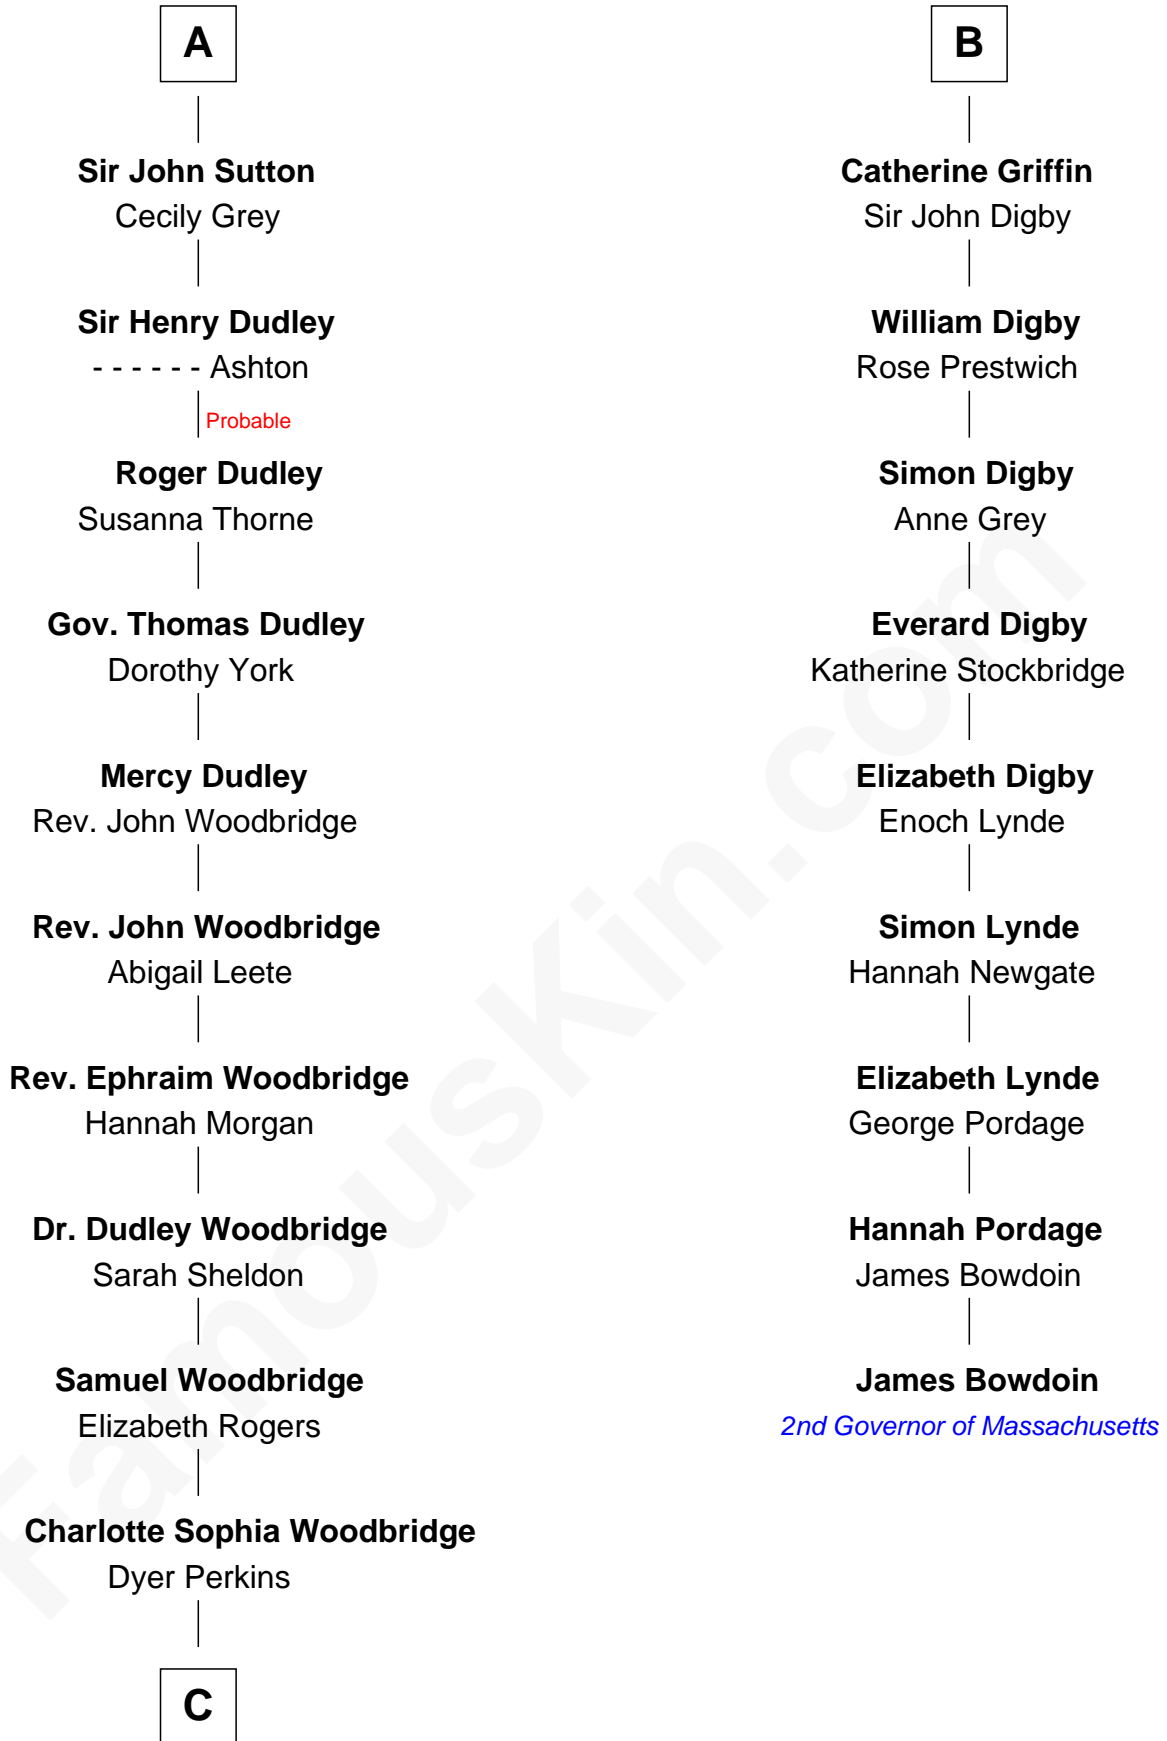 A
Sir John Sutton
Cecily Grey
Sir Henry Dudley
- - - - - - Ashton
Probable
Roger Dudley
Susanna Thorne
Gov. Thomas Dudley
Dorothy York
Mercy Dudley
Rev. John Woodbridge
Rev. John Woodbridge
Abigail Leete
Rev. Ephraim Woodbridge
Hannah Morgan
Dr. Dudley Woodbridge
Sarah Sheldon
Samuel Woodbridge
Elizabeth Rogers
Charlotte Sophia Woodbridge
Dyer Perkins
C
B
Catherine Griffin
Sir John Digby
William Digby
Rose Prestwich
Simon Digby
Anne Grey
Everard Digby
Katherine Stockbridge
Elizabeth Digby
Enoch Lynde
Simon Lynde
Hannah Newgate
Elizabeth Lynde
George Pordage
Hannah Pordage
James Bowdoin
James Bowdoin
2nd Governor of Massachusetts
FamousKin.com